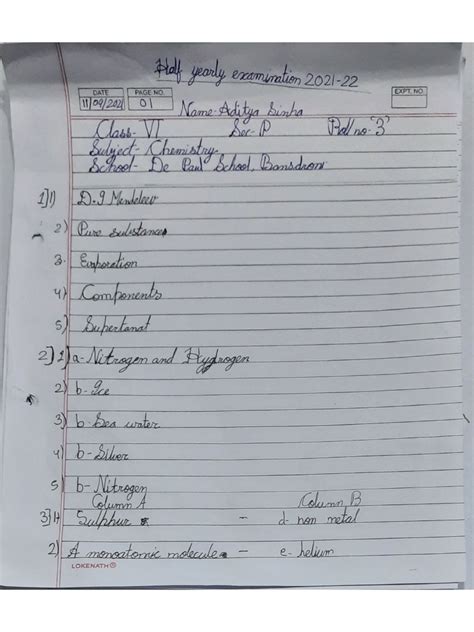 Half yearly examination 2021-22
DATE PAGE NO. EXPT. NO.
11/09/2021 01
Name- Aditya Sinha
Class- VI Sec- P Roll no- '3'
Subject- Chemistry
School- De Paul School, Bansdroni
1]1) D.I Mendeleev
2) Pure substances
3. Evaporation
4) Components
5) Supertanat
2]1) a- Nitrogen and Hydrogen
2) b- Ice
3) b- Sea water
4) b- Silver
5) b- Nitrogen
Column A Column B
3]1) Sulphur - d- non metal
2) A monoatomic molecule - e- helium
LOKENATH